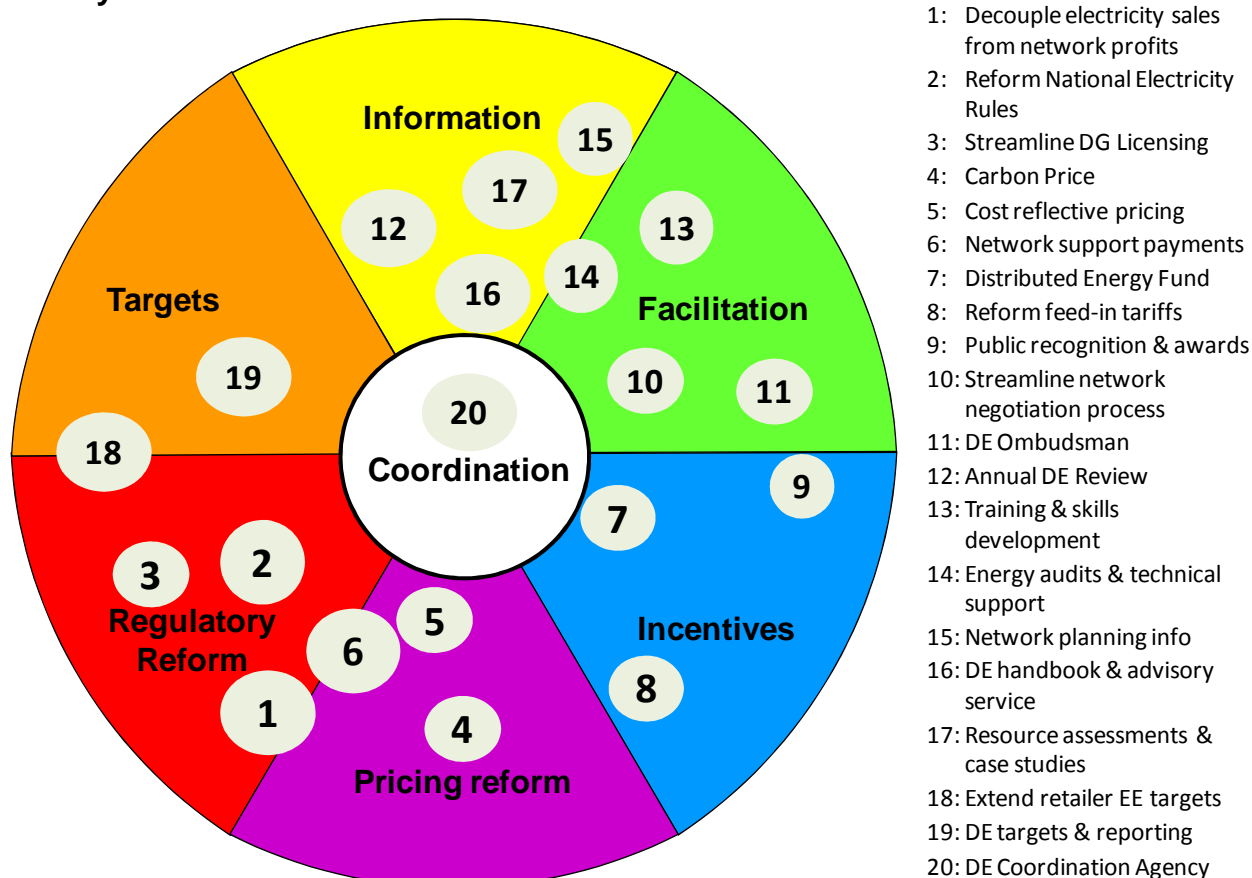 Information
15
17
12
13
14
16
Targets
Facilitation
19
10
11
20
18
Coordination
9
7
2
3
Regulatory
Reform
5
6
Incentives
8
1
4
Pricing reform
1: Decouple electricity sales
from network profits
2: Reform National Electricity
Rules
3: Streamline DG Licensing
4: Carbon Price
5: Cost reflective pricing
6: Network support payments
7: Distributed Energy Fund
8: Reform feed-in tariffs
9: Public recognition & awards
10: Streamline network
negotiation process
11: DE Ombudsman
12: Annual DE Review
13: Training & skills
development
14: Energy audits & technical
support
15: Network planning info
16: DE handbook & advisory
service
17: Resource assessments &
case studies
18: Extend retailer EE targets
19: DE targets & reporting
20: DE Coordination Agency